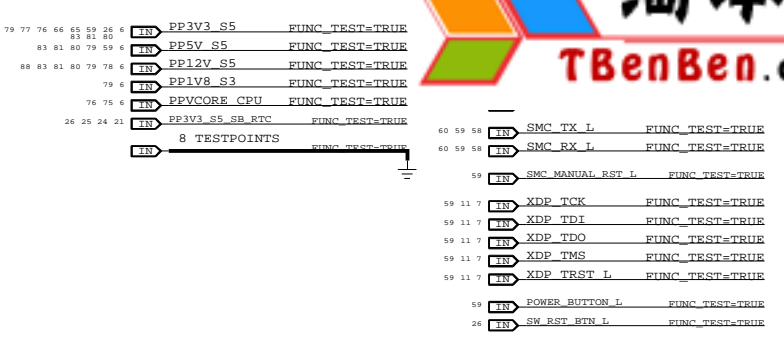 79 77 76 66 65 59 26 6 IN PP3V3_S5 FUNC_TEST=TRUE
83 81 80
83 81 80 79 59 6 IN PP5V_S5 FUNC_TEST=TRUE
88 83 81 80 79 78 6 IN PP12V_S5 FUNC_TEST=TRUE
79 6 IN PP1V8_S3 FUNC_TEST=TRUE
76 75 6 IN PPVCORE_CPU FUNC_TEST=TRUE
26 25 24 21 IN PP3V3_S5_SB_RTC FUNC_TEST=TRUE
8 TESTPOINTS
IN FUNC_TEST=TRUE
TBenBen.
60 59 58 IN SMC_TX_L FUNC_TEST=TRUE
60 59 58 IN SMC_RX_L FUNC_TEST=TRUE
59 IN SMC_MANUAL_RST_L FUNC_TEST=TRUE
59 11 7 IN XDP_TCK FUNC_TEST=TRUE
59 11 7 IN XDP_TDI FUNC_TEST=TRUE
59 11 7 IN XDP_TDO FUNC_TEST=TRUE
59 11 7 IN XDP_TMS FUNC_TEST=TRUE
59 11 7 IN XDP_TRST_L FUNC_TEST=TRUE
59 IN POWER_BUTTON_L FUNC_TEST=TRUE
26 IN SW_RST_BTN_L FUNC_TEST=TRUE